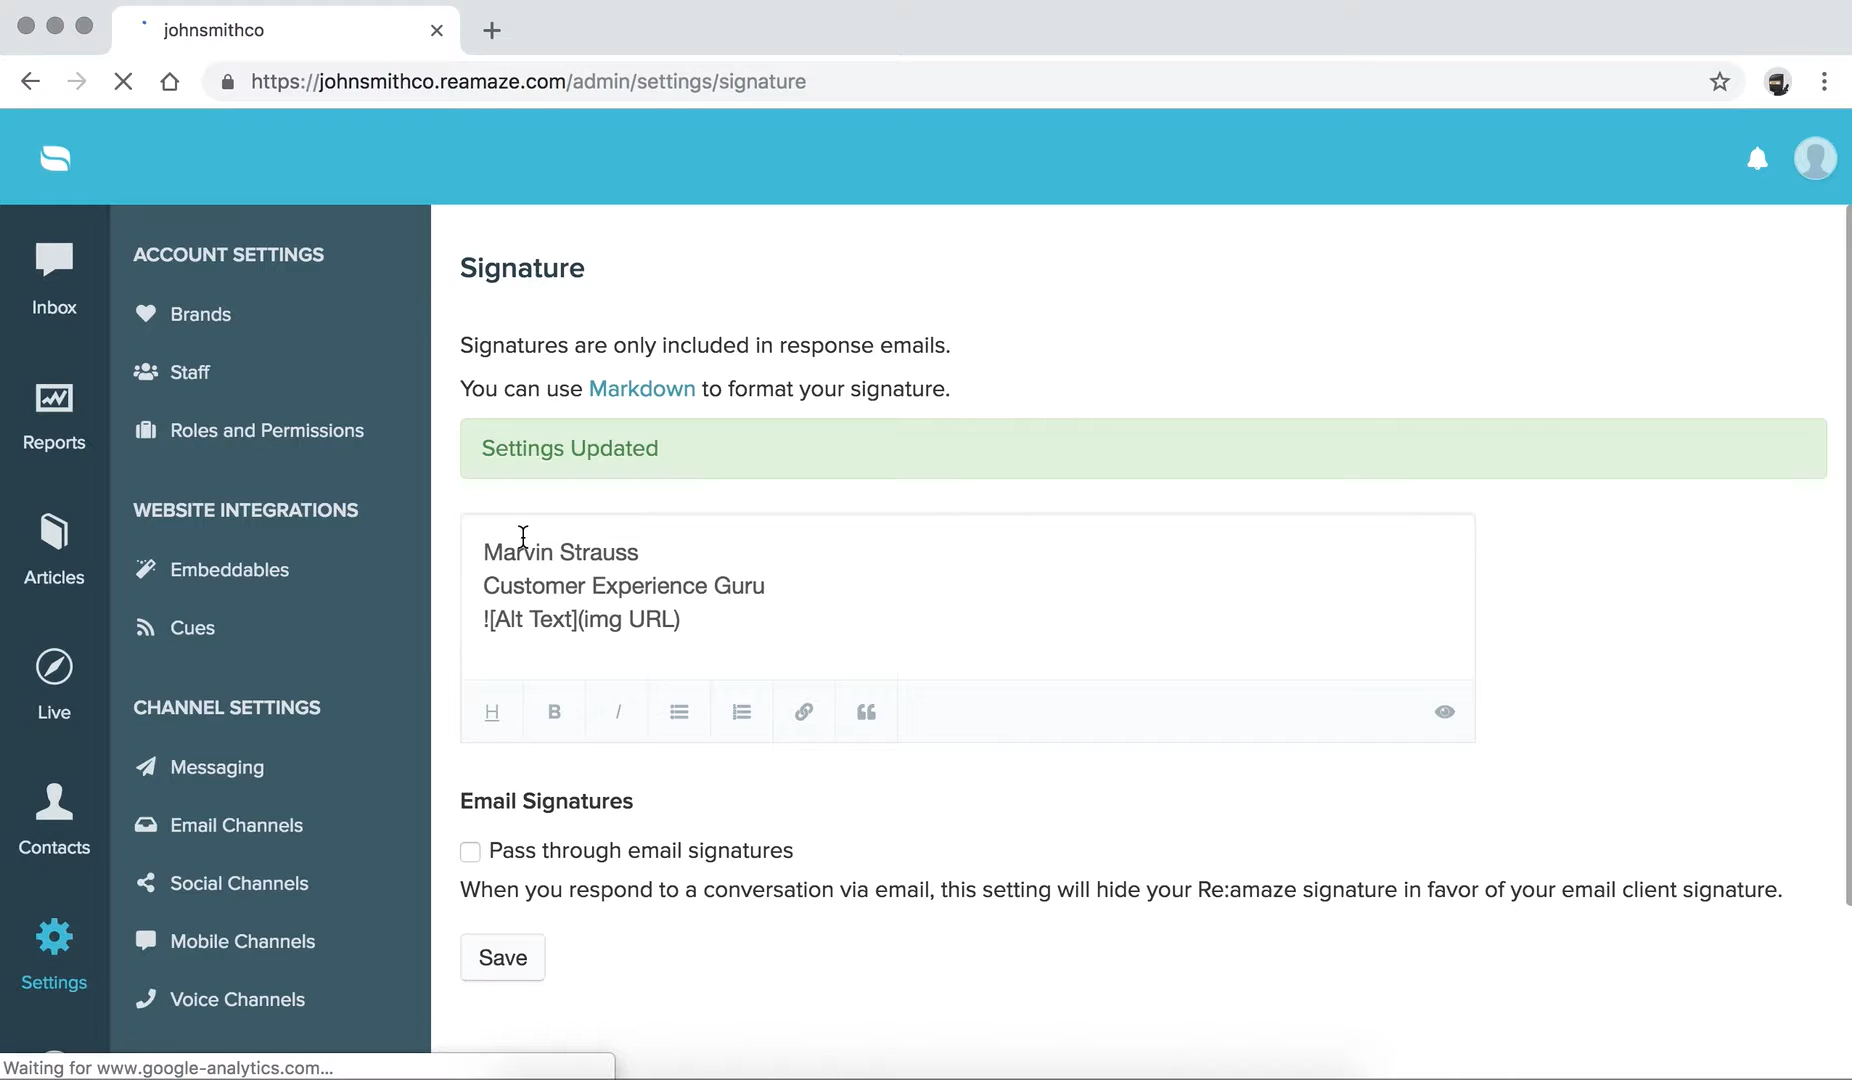 johnsmithco
https://johnsmithco.reamaze.com/admin/settings/signature
Inbox
Reports
Articles
Live
Contacts
Settings
ACCOUNT SETTINGS
Brands
Staff
Roles and Permissions
WEBSITE INTEGRATIONS
Embeddables
Cues
CHANNEL SETTINGS
Messaging
Email Channels
Social Channels
Mobile Channels
Voice Channels
Signature
Signatures are only included in response emails.
You can use Markdown to format your signature.
Settings Updated
Marvin Strauss
Customer Experience Guru
![Alt Text](img URL)
H B I
Email Signatures
Pass through email signatures
When you respond to a conversation via email, this setting will hide your Re:amaze signature in favor of your email client signature.
Save
Waiting for www.google-analytics.com...